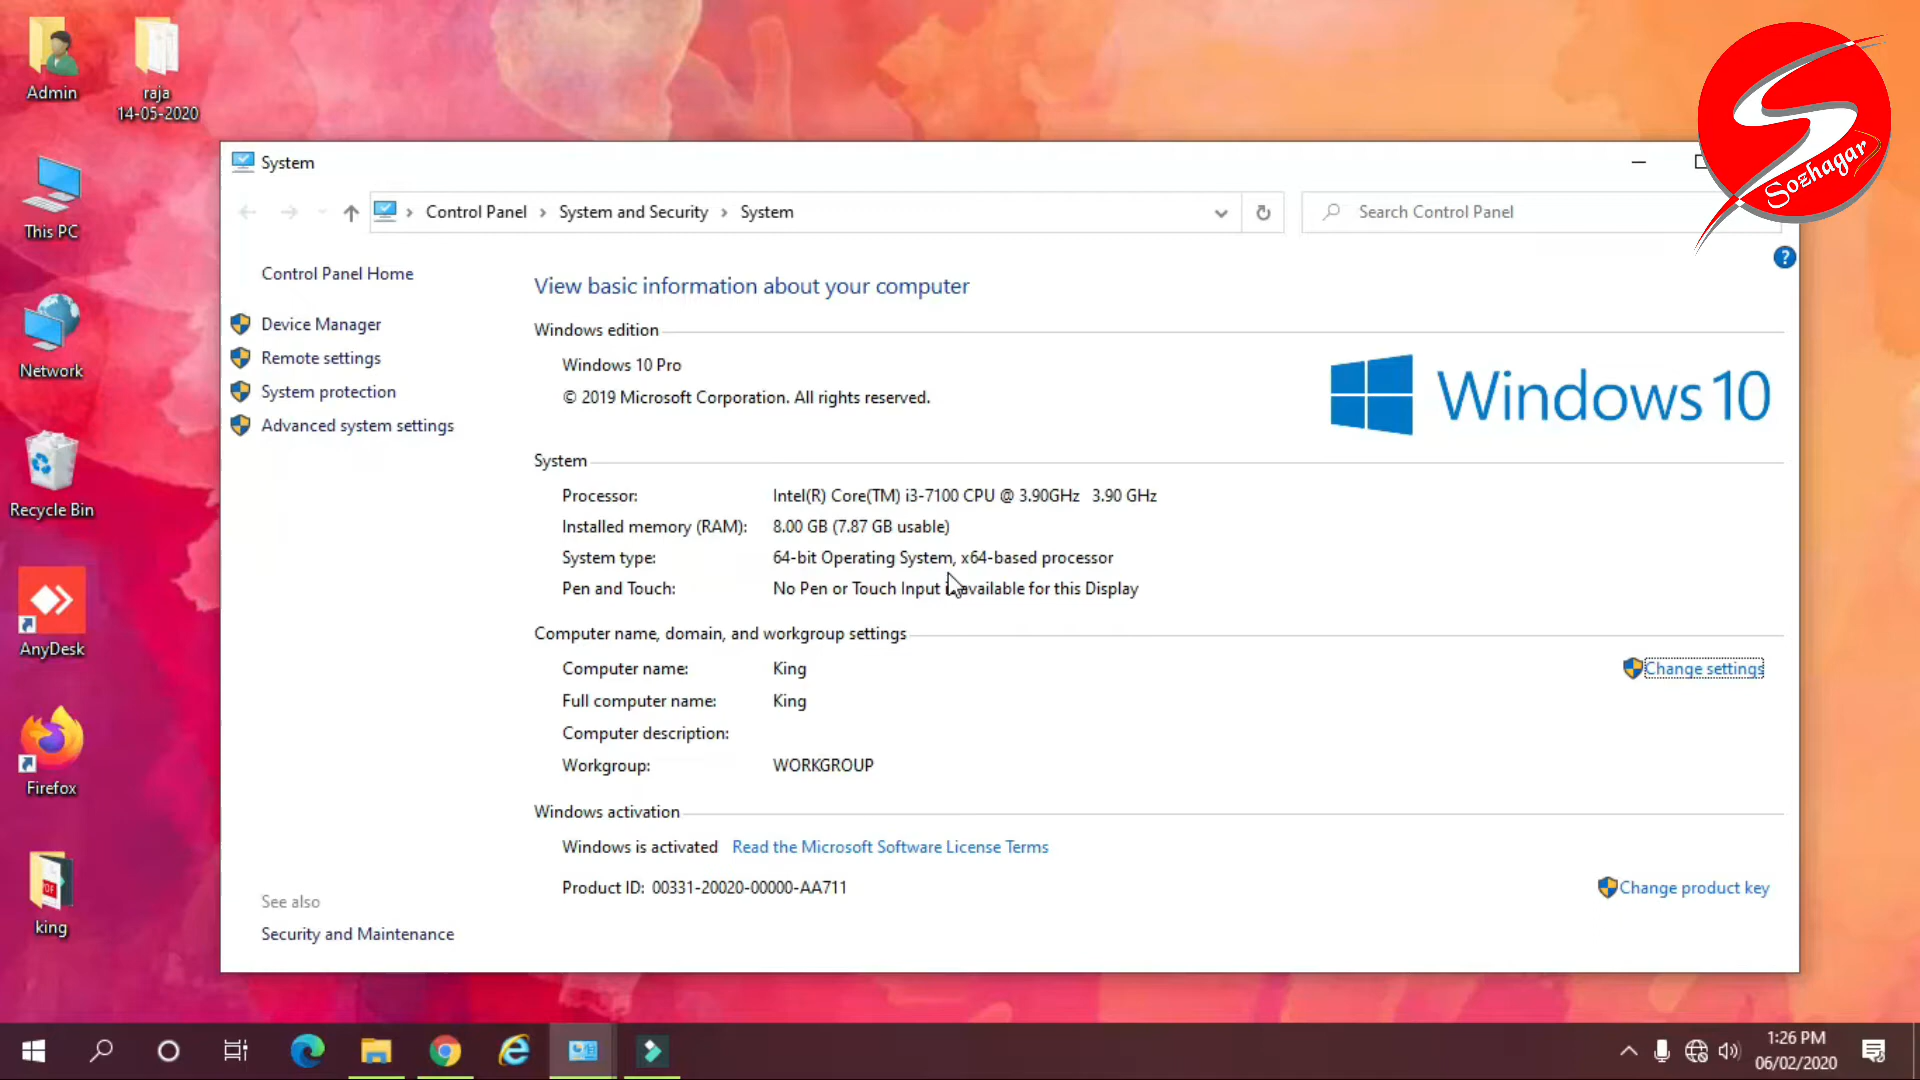 Admin
raja
14-05-2020
This PC
Network
Recycle Bin
AnyDesk
Firefox
PDF
king
Sozhagar
System
Control Panel > System and Security > System
Search Control Panel
?
Control Panel Home
Device Manager
Remote settings
System protection
Advanced system settings
See also
Security and Maintenance
View basic information about your computer
Windows edition
Windows 10 Pro
© 2019 Microsoft Corporation. All rights reserved.
Windows 10
System
Processor: Intel(R) Core(TM) i3-7100 CPU @ 3.90GHz 3.90 GHz
Installed memory (RAM): 8.00 GB (7.87 GB usable)
System type: 64-bit Operating System, x64-based processor
Pen and Touch: No Pen or Touch Input is available for this Display
Computer name, domain, and workgroup settings
Computer name: King
Change settings
Full computer name: King
Computer description:
Workgroup: WORKGROUP
Windows activation
Windows is activated Read the Microsoft Software License Terms
Product ID: 00331-20020-00000-AA711
Change product key
1:26 PM
06/02/2020